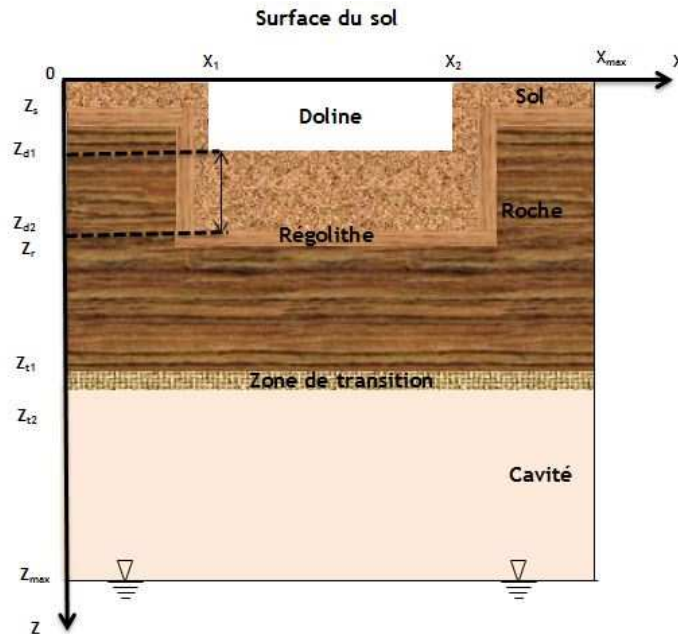 Surface du sol
X₁ X₂ Xmax X
0
Zs Sol
Doline
Zd1
Roche
Zd2
Régolithe
Zr
Zt1
Zone de transition
Zt2
Cavité
Zmax
Z